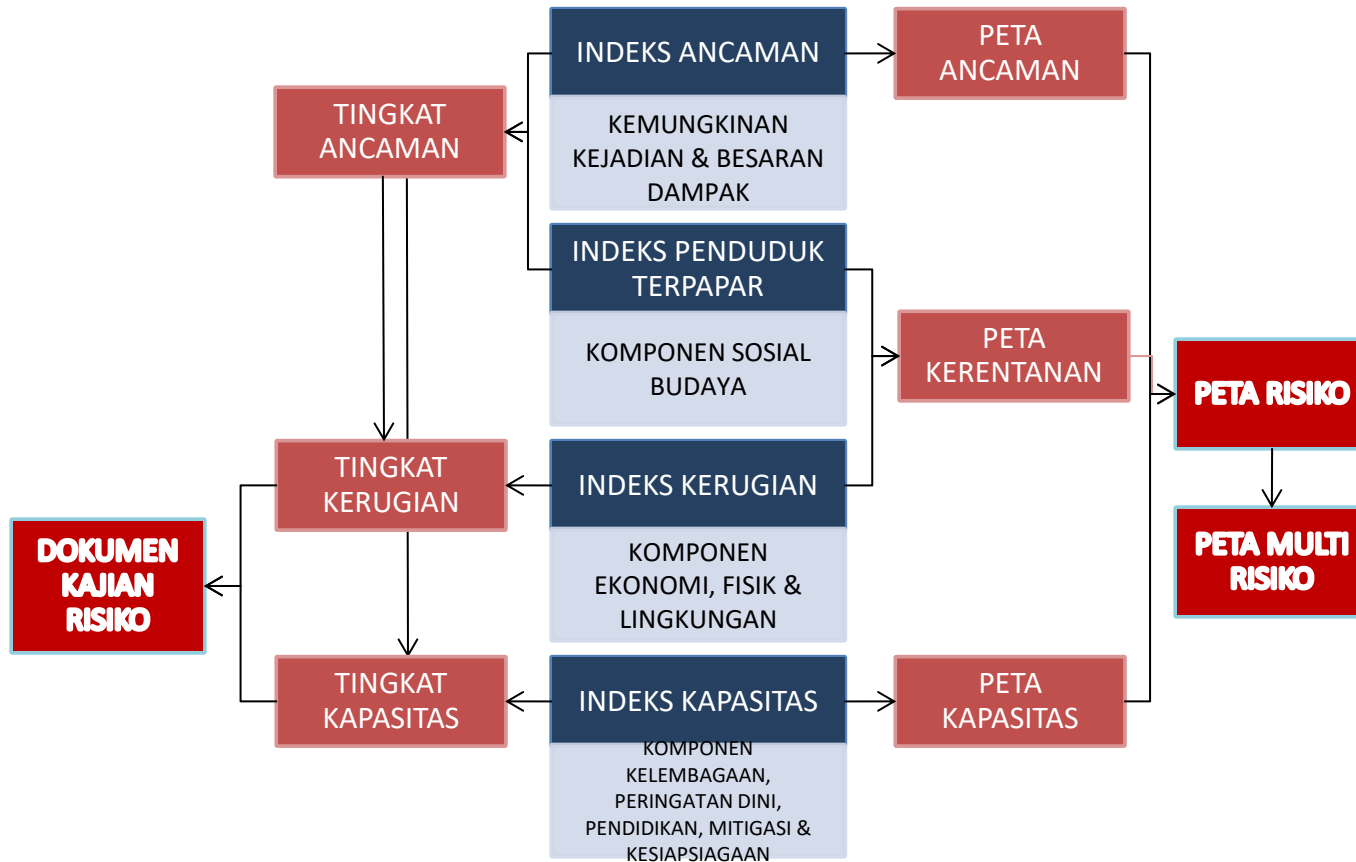 INDEKS ANCAMAN
KEMUNGKINAN
KEJADIAN & BESARAN
DAMPAK
PETA
ANCAMAN
TINGKAT
ANCAMAN
INDEKS PENDUDUK
TERPAPAR
KOMPONEN SOSIAL
BUDAYA
PETA
KERENTANAN
PETA RISIKO
TINGKAT
KERUGIAN
INDEKS KERUGIAN
KOMPONEN
EKONOMI, FISIK &
LINGKUNGAN
DOKUMEN
KAJIAN
RISIKO
PETA MULTI
RISIKO
TINGKAT
KAPASITAS
INDEKS KAPASITAS
KOMPONEN
KELEMBAGAAN,
PERINGATAN DINI,
PENDIDIKAN, MITIGASI &
KESIAPSIAGAAN
PETA
KAPASITAS